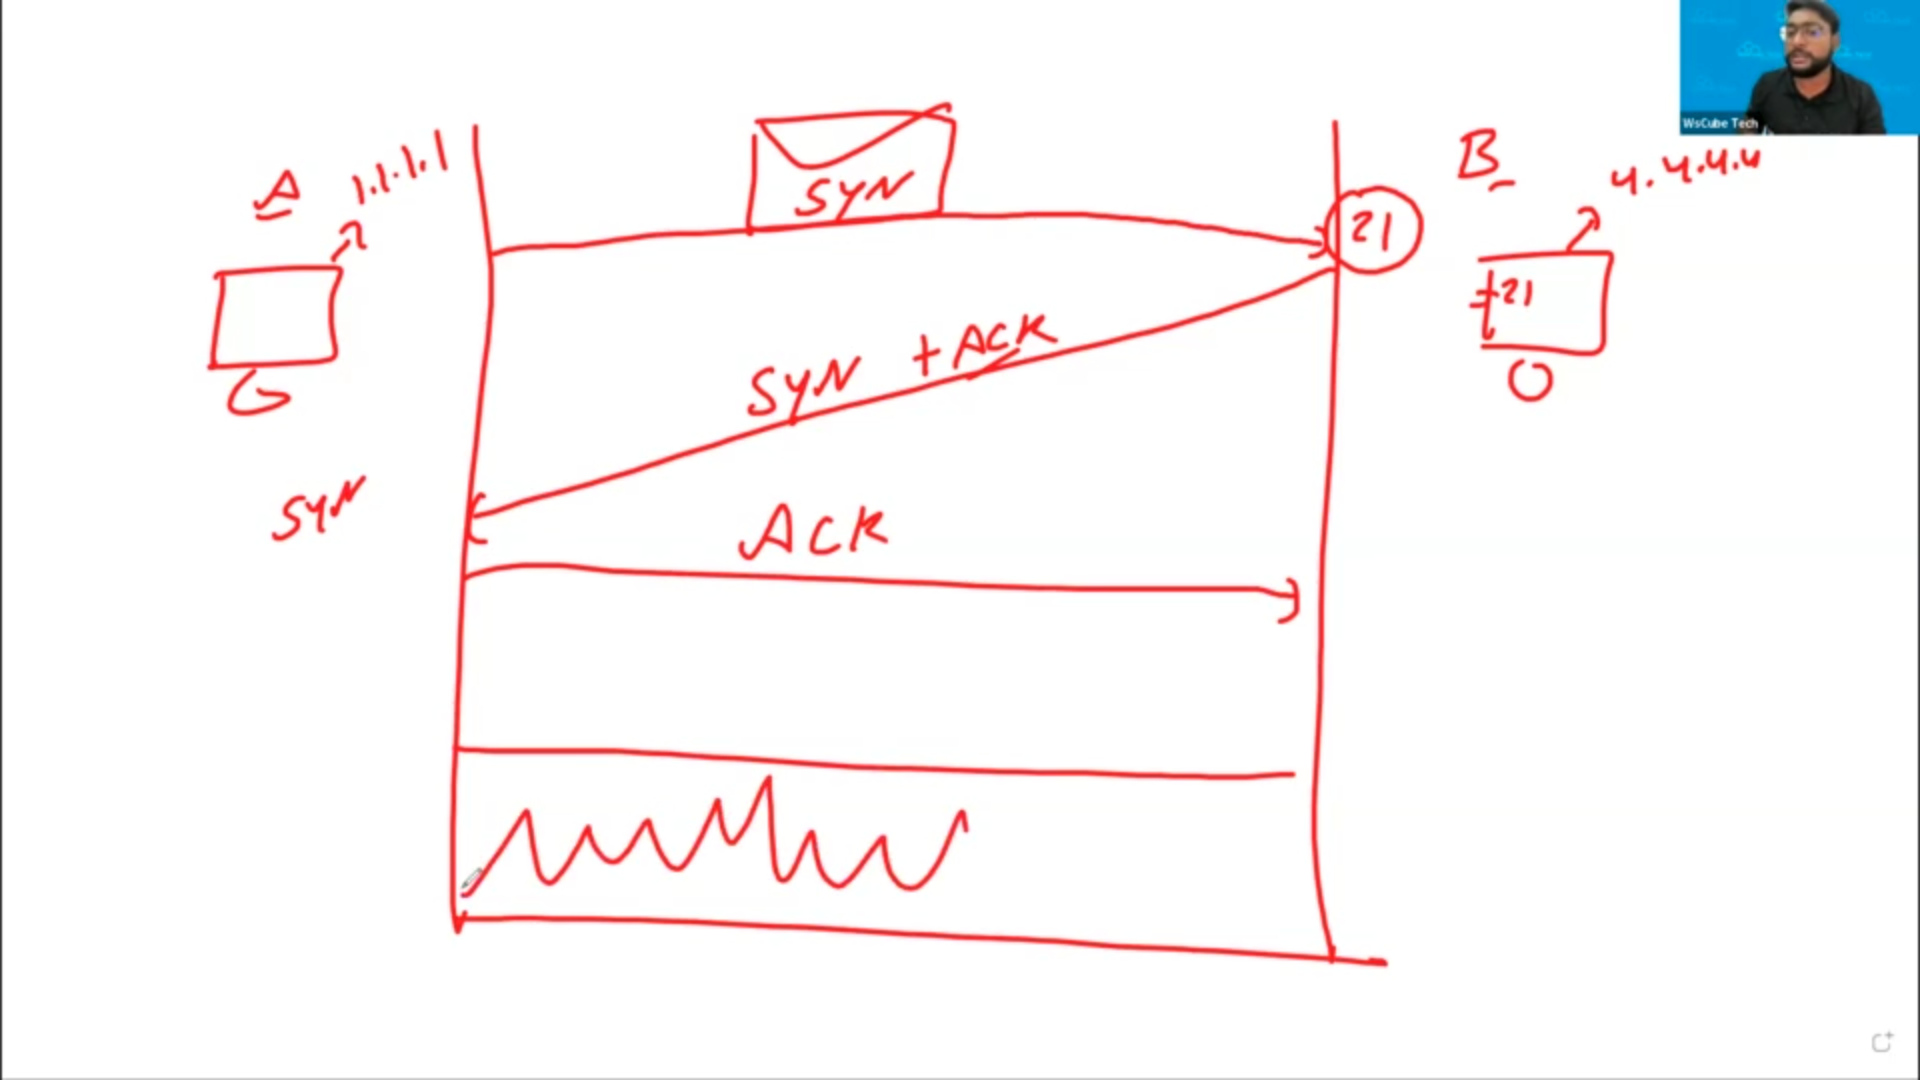 WsCube Tech
A
1.1.1.1
SYN
21
B
4.4.4.4
21
SYN + ACK
SYN
ACK